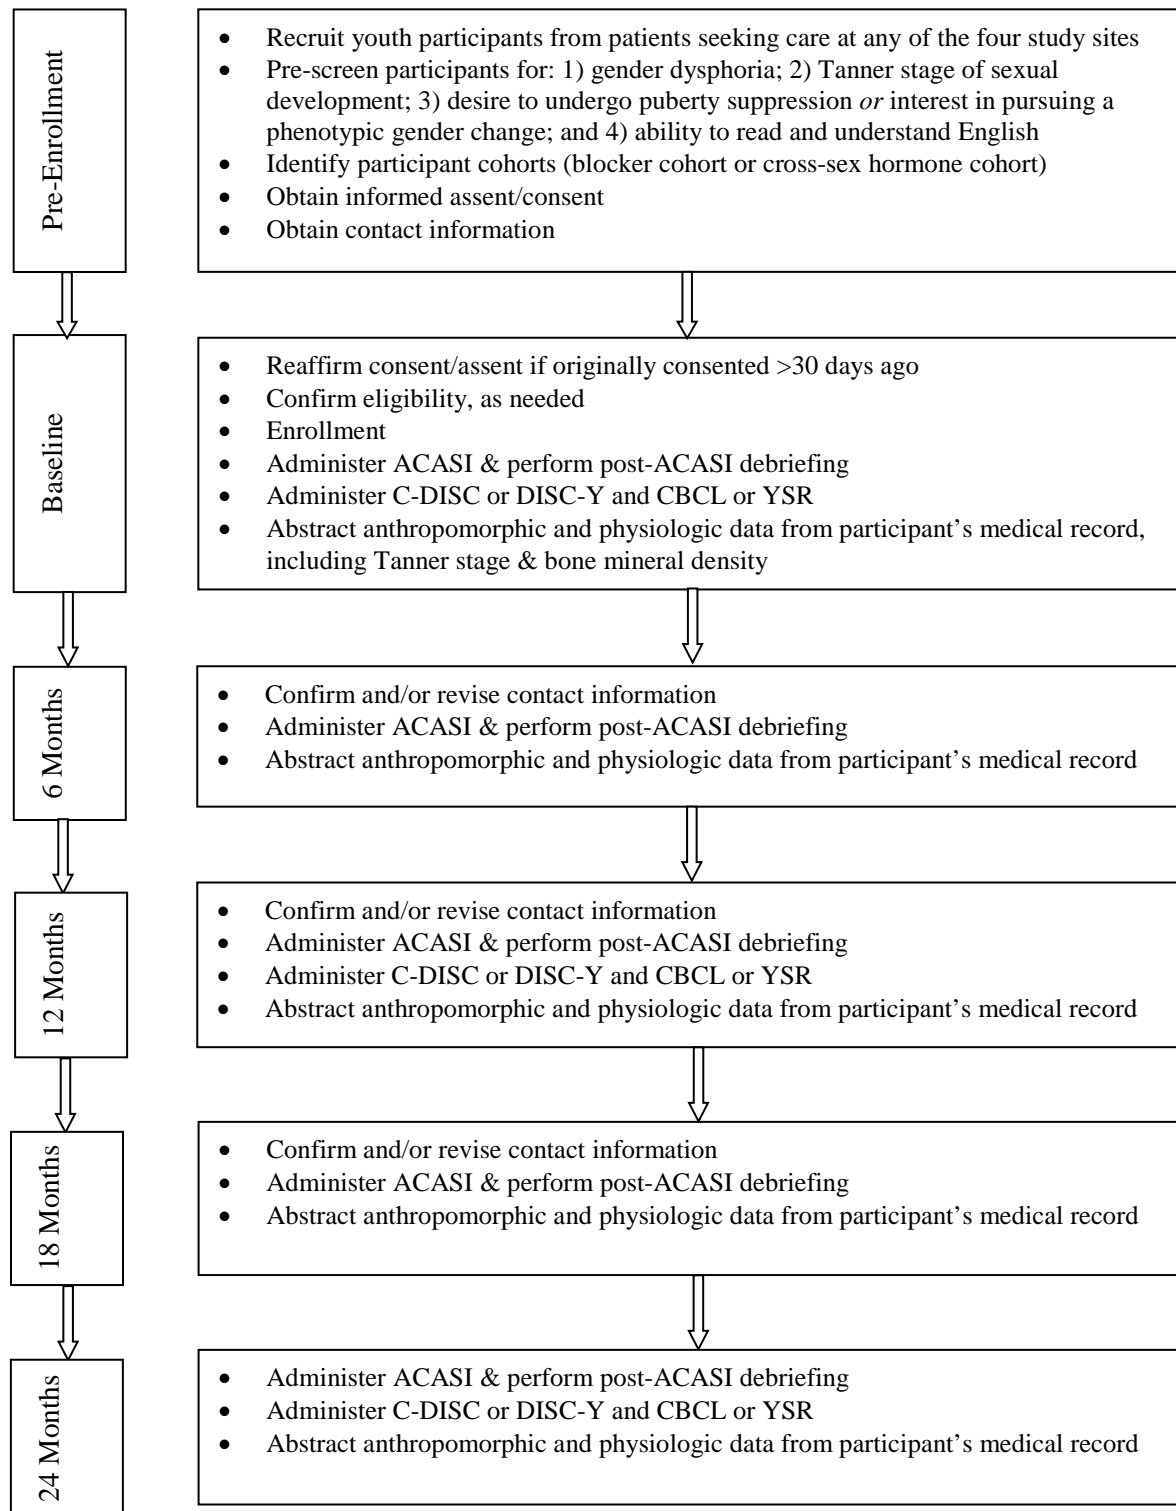 Pre-Enrollment
• Recruit youth participants from patients seeking care at any of the four study sites
• Pre-screen participants for: 1) gender dysphoria; 2) Tanner stage of sexual
development; 3) desire to undergo puberty suppression or interest in pursuing a
phenotypic gender change; and 4) ability to read and understand English
• Identify participant cohorts (blocker cohort or cross-sex hormone cohort)
• Obtain informed assent/consent
• Obtain contact information
Baseline
• Reaffirm consent/assent if originally consented >30 days ago
• Confirm eligibility, as needed
• Enrollment
• Administer ACASI & perform post-ACASI debriefing
• Administer C-DISC or DISC-Y and CBCL or YSR
• Abstract anthropomorphic and physiologic data from participant’s medical record,
including Tanner stage & bone mineral density
6 Months
• Confirm and/or revise contact information
• Administer ACASI & perform post-ACASI debriefing
• Abstract anthropomorphic and physiologic data from participant’s medical record
12 Months
• Confirm and/or revise contact information
• Administer ACASI & perform post-ACASI debriefing
• Administer C-DISC or DISC-Y and CBCL or YSR
• Abstract anthropomorphic and physiologic data from participant’s medical record
18 Months
• Confirm and/or revise contact information
• Administer ACASI & perform post-ACASI debriefing
• Abstract anthropomorphic and physiologic data from participant’s medical record
24 Months
• Administer ACASI & perform post-ACASI debriefing
• Administer C-DISC or DISC-Y and CBCL or YSR
• Abstract anthropomorphic and physiologic data from participant’s medical record